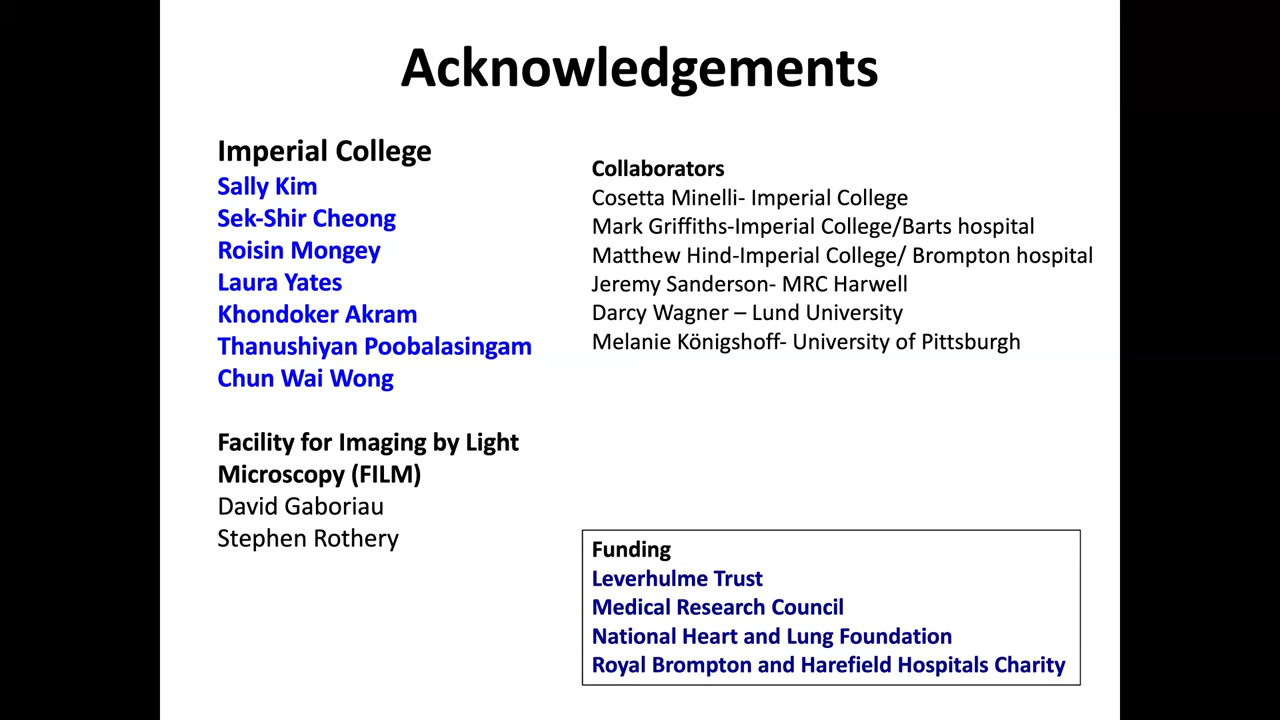 Acknowledgements
Imperial College
Sally Kim
Sek-Shir Cheong
Roisin Mongey
Laura Yates
Khondoker Akram
Thanushiyan Poobalasingam
Chun Wai Wong
Facility for Imaging by Light
Microscopy (FILM)
David Gaboriau
Stephen Rothery
Collaborators
Cosetta Minelli- Imperial College
Mark Griffiths-Imperial College/Barts hospital
Matthew Hind-Imperial College/ Brompton hospital
Jeremy Sanderson- MRC Harwell
Darcy Wagner – Lund University
Melanie Königshoff- University of Pittsburgh
Funding
Leverhulme Trust
Medical Research Council
National Heart and Lung Foundation
Royal Brompton and Harefield Hospitals Charity